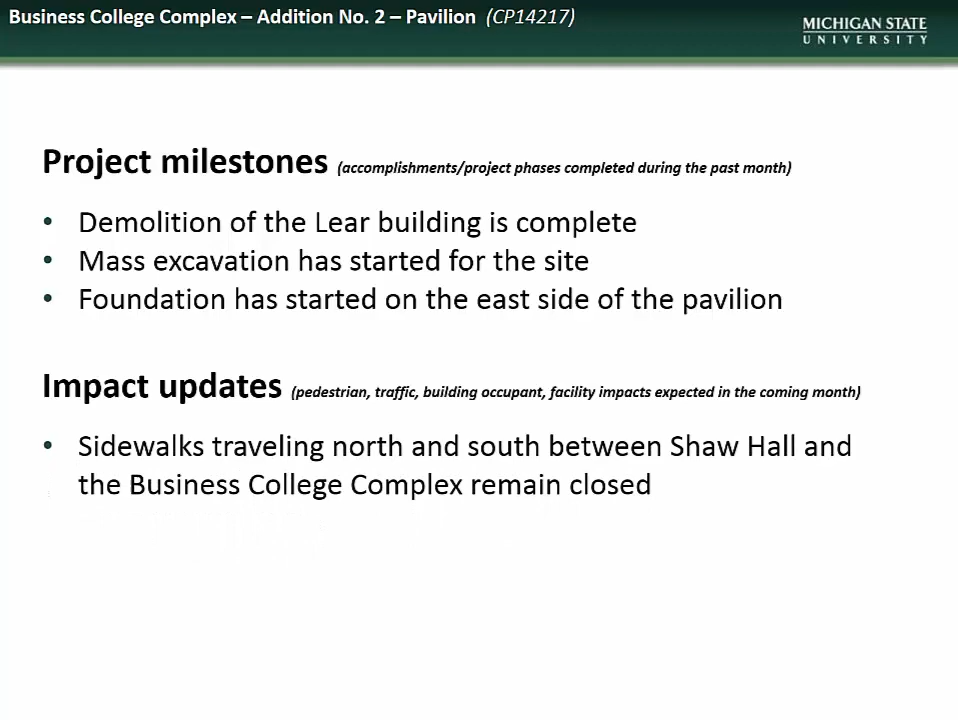 Business College Complex – Addition No. 2 – Pavilion (CP14217)
MICHIGAN STATE
UNIVERSITY
Project milestones (accomplishments/project phases completed during the past month)
• Demolition of the Lear building is complete
• Mass excavation has started for the site
• Foundation has started on the east side of the pavilion
Impact updates (pedestrian, traffic, building occupant, facility impacts expected in the coming month)
• Sidewalks traveling north and south between Shaw Hall and
the Business College Complex remain closed